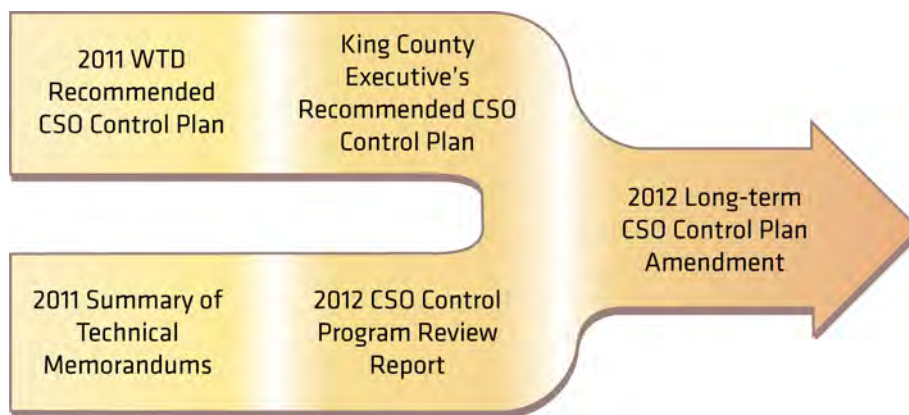 2011 WTD
Recommended
CSO Control Plan
King County
Executive's
Recommended CSO
Control Plan
2011 Summary of
Technical
Memorandums
2012 CSO Control
Program Review
Report
2012 Long-term
CSO Control Plan
Amendment